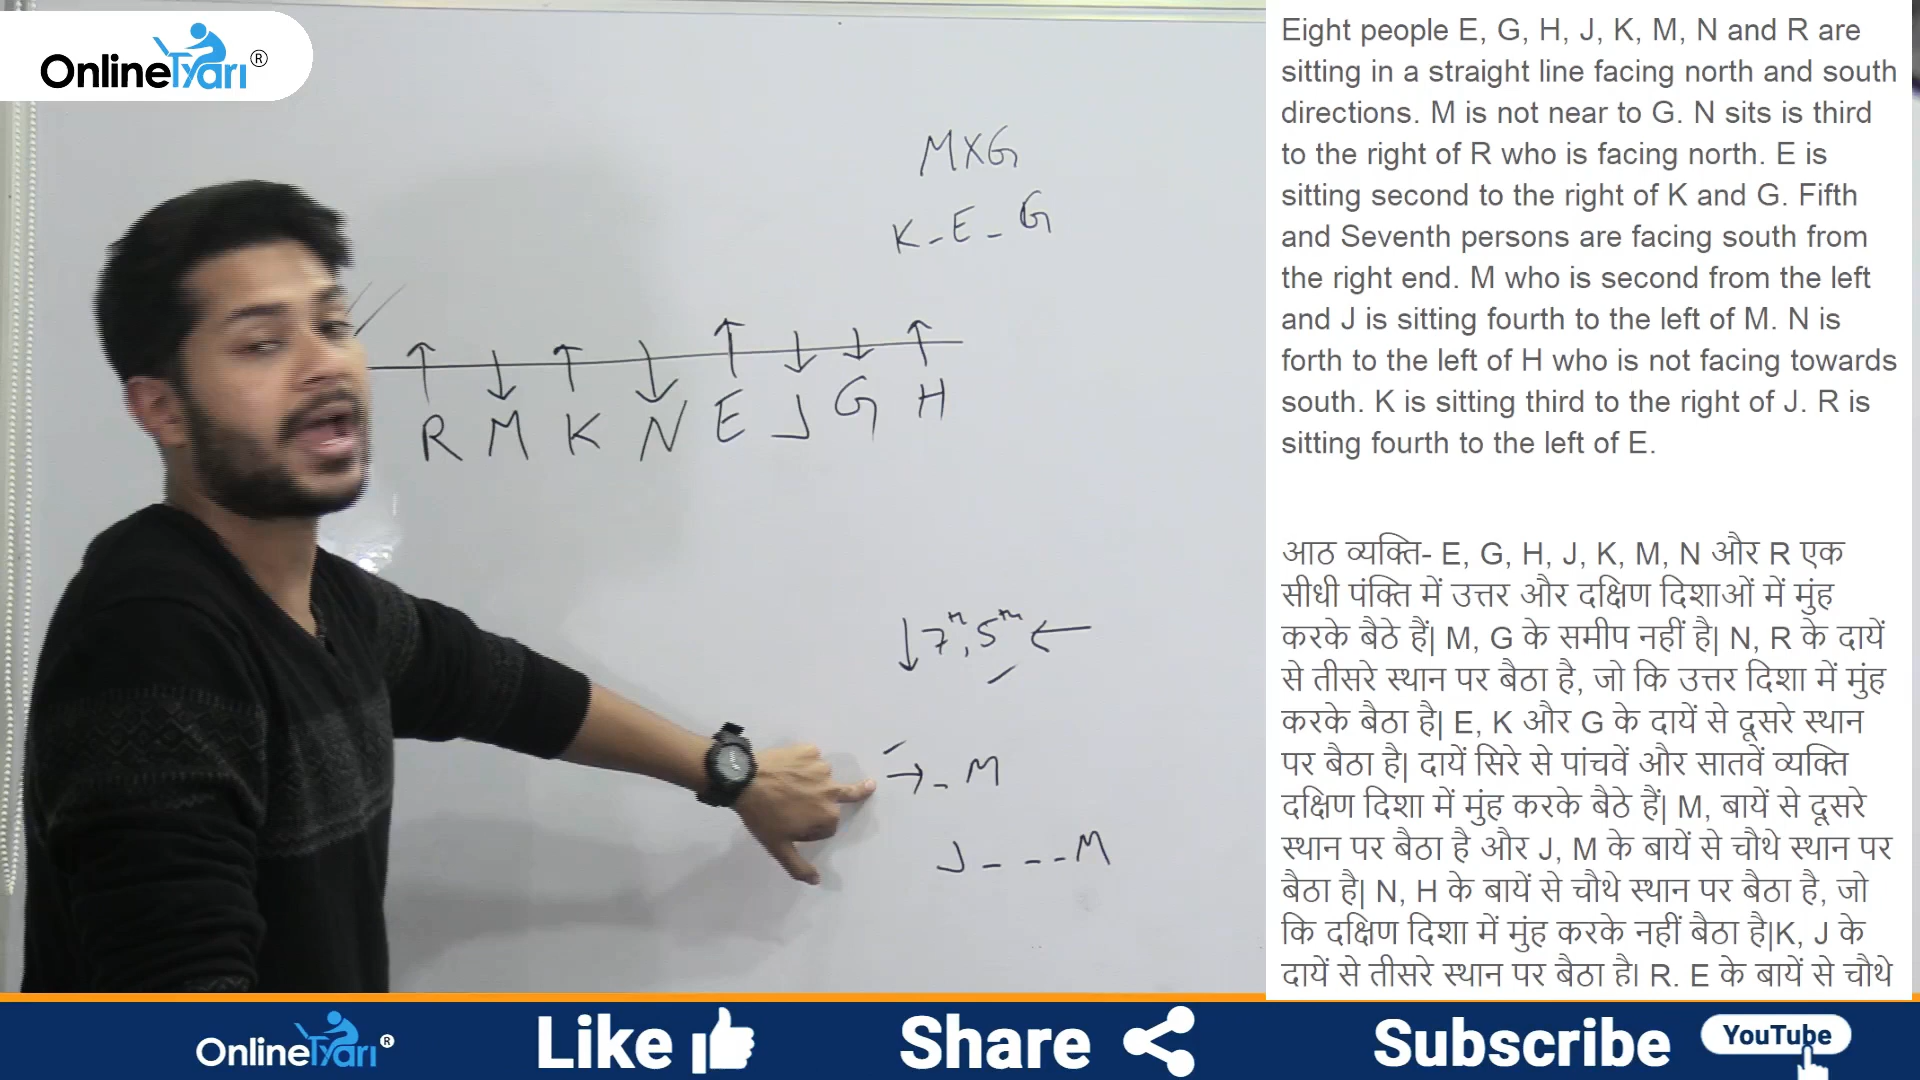 OnlineTyari®
M X G
K - E - G
R M K N E J G H
7th, 5th
- M
J - - - M
Eight people E, G, H, J, K, M, N and R are
sitting in a straight line facing north and south
directions. M is not near to G. N sits is third
to the right of R who is facing north. E is
sitting second to the right of K and G. Fifth
and Seventh persons are facing south from
the right end. M who is second from the left
and J is sitting fourth to the left of M. N is
forth to the left of H who is not facing towards
south. K is sitting third to the right of J. R is
sitting fourth to the left of E.
आठ व्यक्ति- E, G, H, J, K, M, N और R एक
सीधी पंक्ति में उत्तर और दक्षिण दिशाओं में मुंह
करके बैठे हैं| M, G के समीप नहीं है| N, R के दायें
से तीसरे स्थान पर बैठा है, जो कि उत्तर दिशा में मुंह
करके बैठा है| E, K और G के दायें से दूसरे स्थान
पर बैठा है| दायें सिरे से पांचवें और सातवें व्यक्ति
दक्षिण दिशा में मुंह करके बैठे हैं| M, बायें से दूसरे
स्थान पर बैठा है और J, M के बायें से चौथे स्थान पर
बैठा है| N, H के बायें से चौथे स्थान पर बैठा है, जो
कि दक्षिण दिशा में मुंह करके नहीं बैठा है|K, J के
दायें से तीसरे स्थान पर बैठा है| R, E के बायें से चौथे
OnlineTyari® Like Share Subscribe YouTube